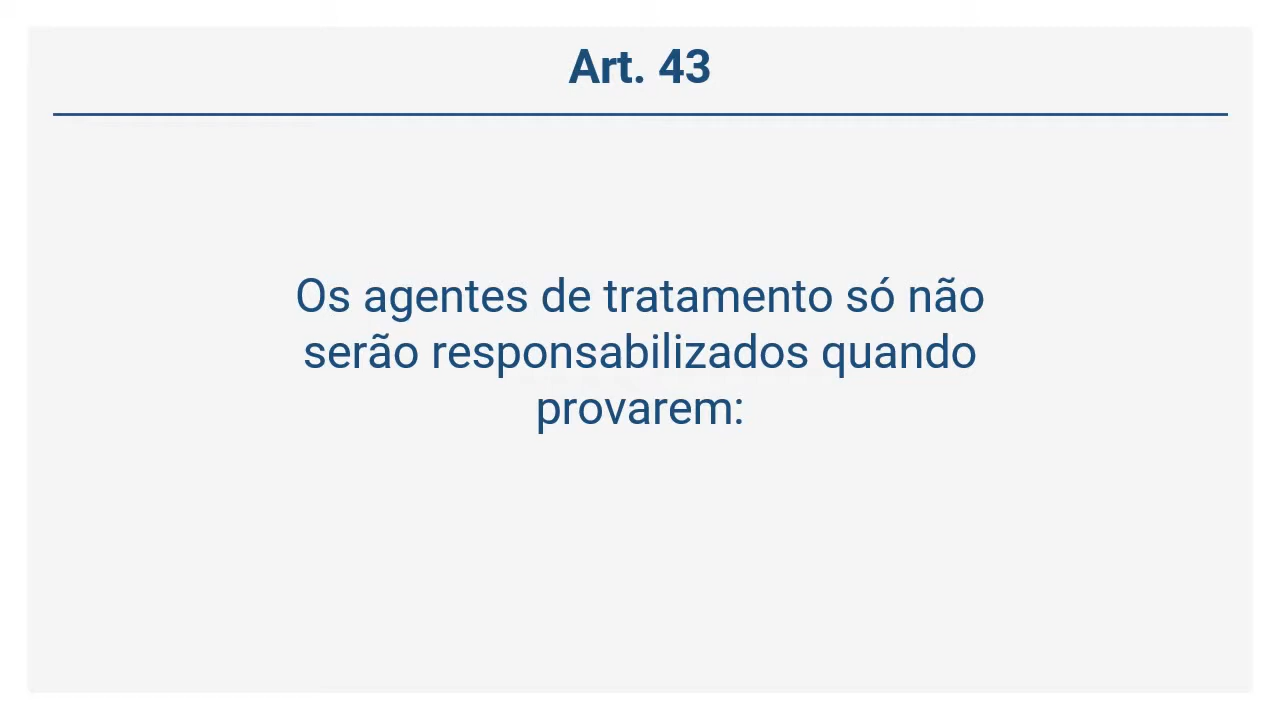 Art. 43
Os agentes de tratamento só não
serão responsabilizados quando
provarem: